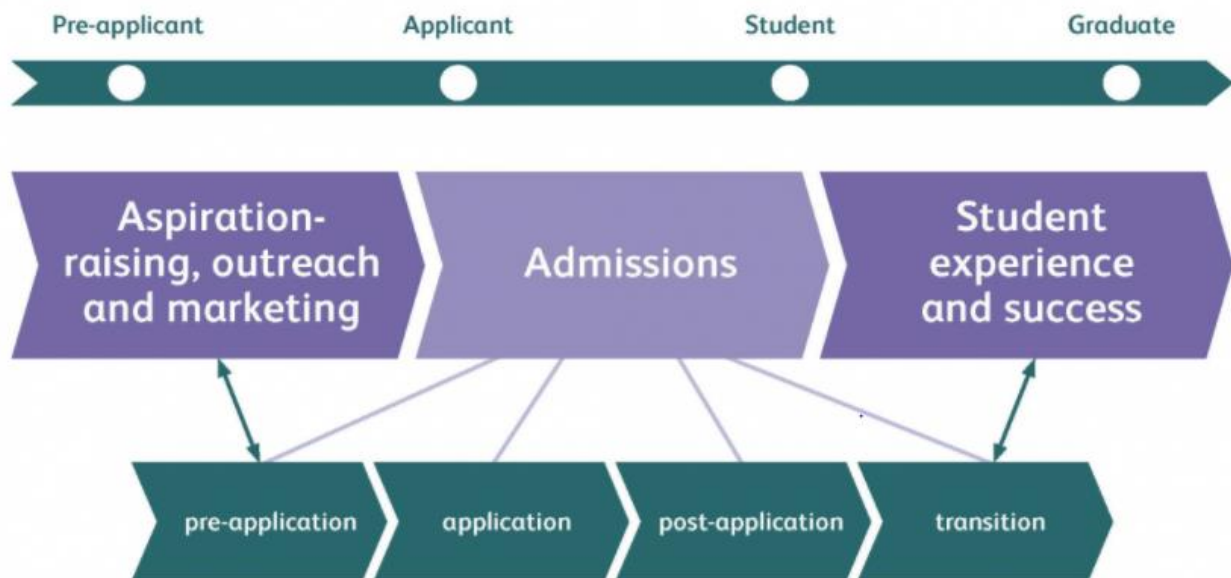 Pre-applicant
Applicant
Student
Graduate
Aspiration-
raising, outreach
and marketing
Admissions
Student
experience
and success
pre-application
application
post-application
transition